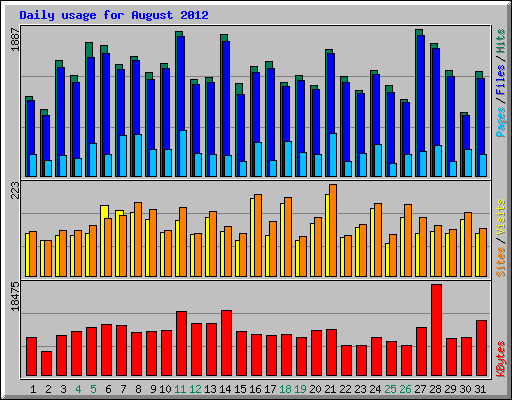 Daily usage for August 2012
1887
Pages / Files / Hits
223
Sites / Visits
18475
KBytes
1 2 3 4 5 6 7 8 9 10 11 12 13 14 15 16 17 18 19 20 21 22 23 24 25 26 27 28 29 30 31